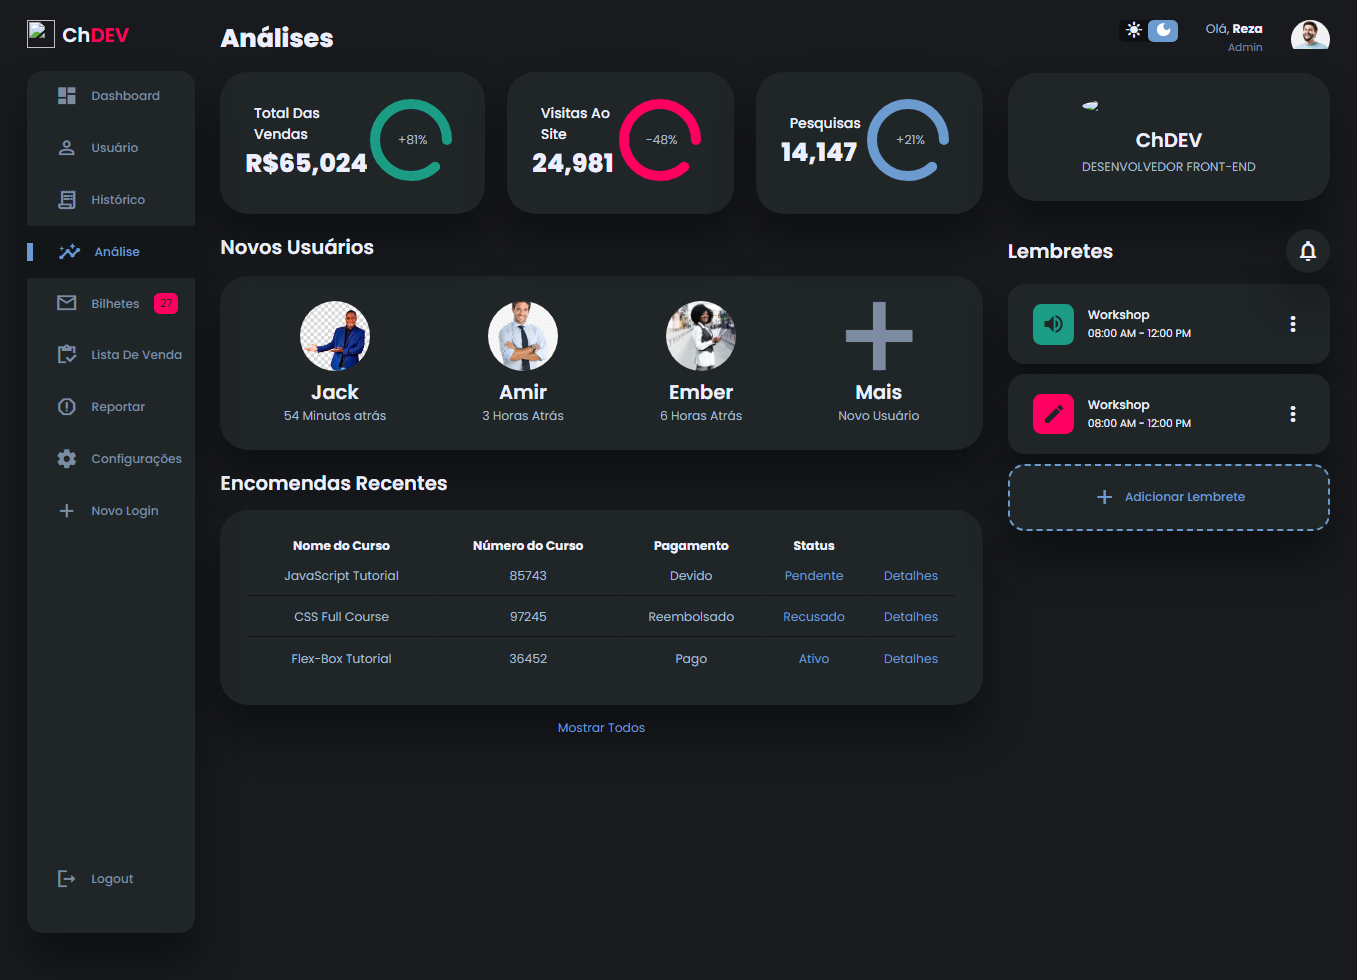 ChDEV
Dashboard
Usuário
Histórico
Análise
Bilhetes 27
Lista De Venda
Reportar
Configurações
Novo Login
Logout
Análises
Total Das
Vendas
R$65,024
+81%
Visitas Ao
Site
24,981
-48%
Pesquisas
14,147
+21%
Novos Usuários
Jack
54 Minutos atrás
Amir
3 Horas Atrás
Ember
6 Horas Atrás
Mais
Novo Usuário
Encomendas Recentes
Nome do Curso Número do Curso Pagamento Status
JavaScript Tutorial 85743 Devido Pendente Detalhes
CSS Full Course 97245 Reembolsado Recusado Detalhes
Flex-Box Tutorial 36452 Pago Ativo Detalhes
Mostrar Todos
Olá, Reza
Admin
ChDEV
DESENVOLVEDOR FRONT-END
Lembretes
Workshop
08:00 AM - 12:00 PM
Workshop
08:00 AM - 12:00 PM
Adicionar Lembrete